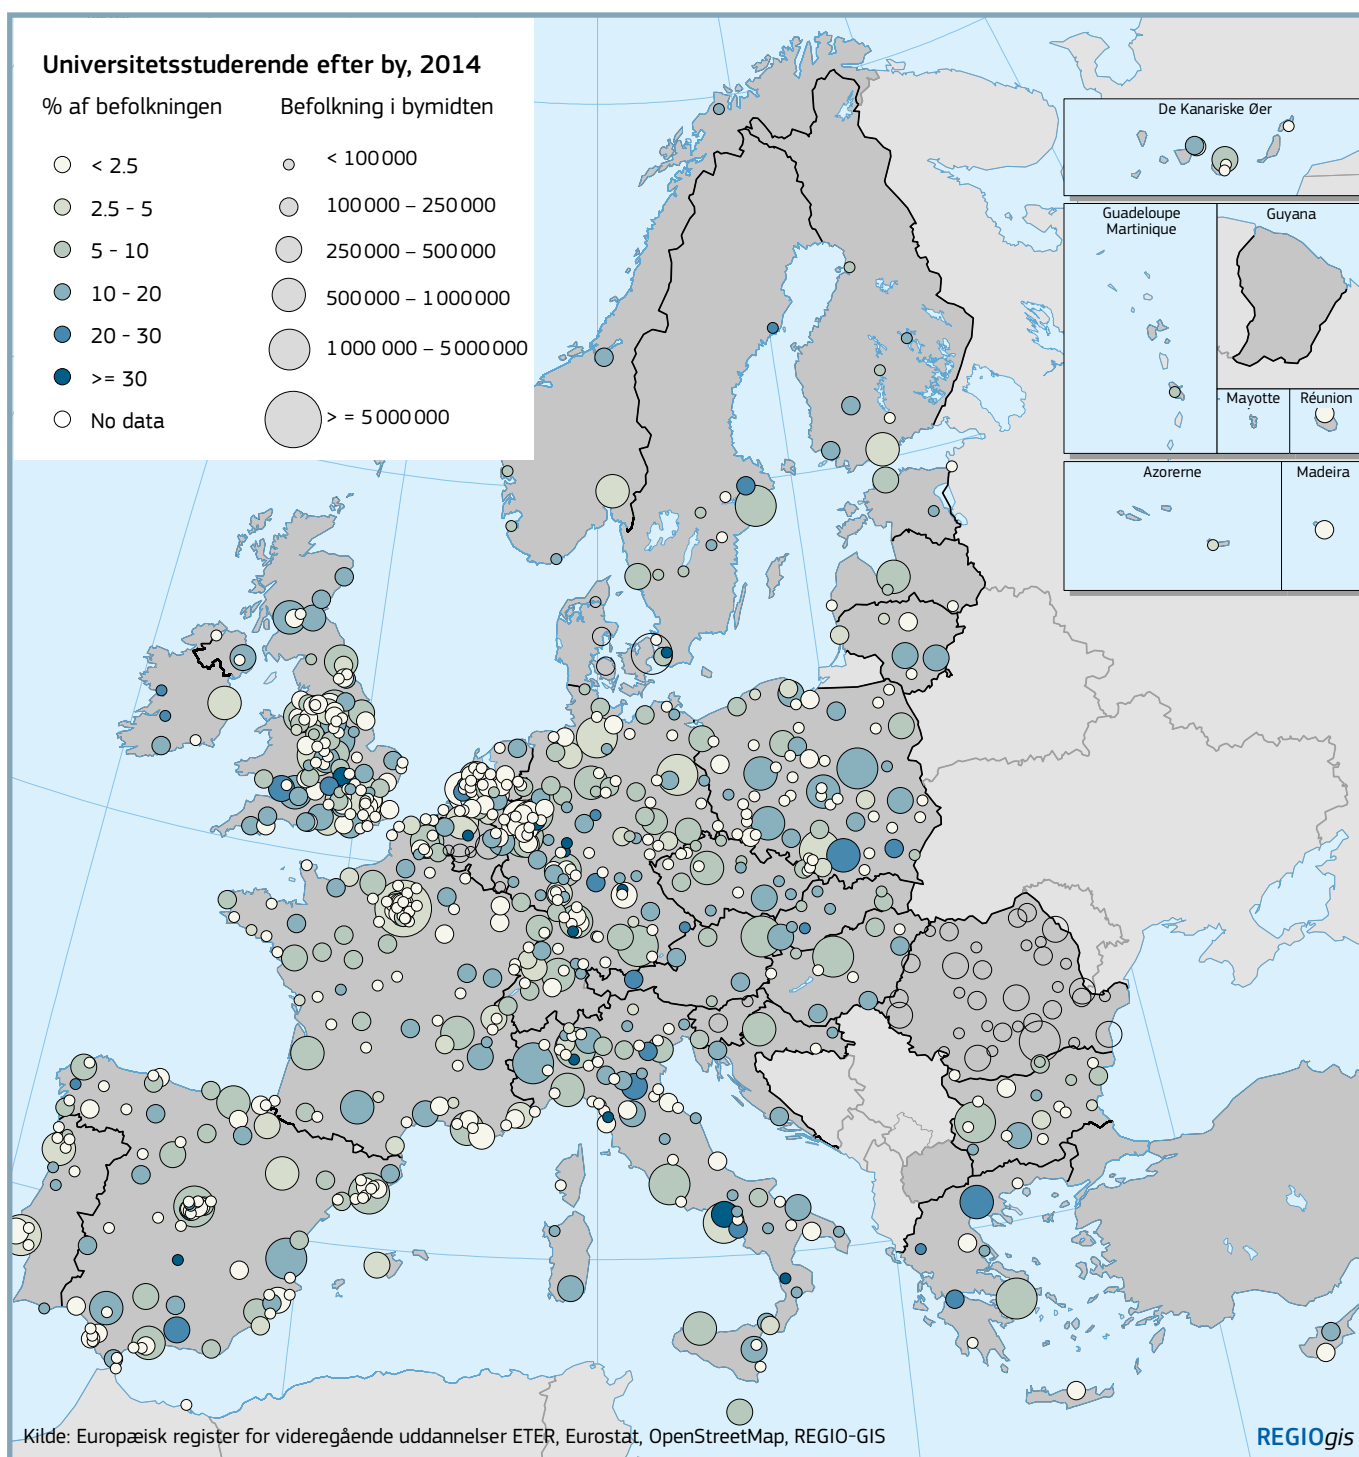 Universitetsstuderende efter by, 2014
% af befolkningen
Befolkning i bymidten
< 2.5
2.5 - 5
5 - 10
10 - 20
20 - 30
>= 30
No data
< 100 000
100 000 – 250 000
250 000 – 500 000
500 000 – 1 000 000
1 000 000 – 5 000 000
> = 5 000 000
De Kanariske Øer
Guadeloupe
Martinique
Guyana
Mayotte
Réunion
Azorerne
Madeira
Kilde: Europæisk register for videregående uddannelser ETER, Eurostat, OpenStreetMap, REGIO-GIS
REGIOgis